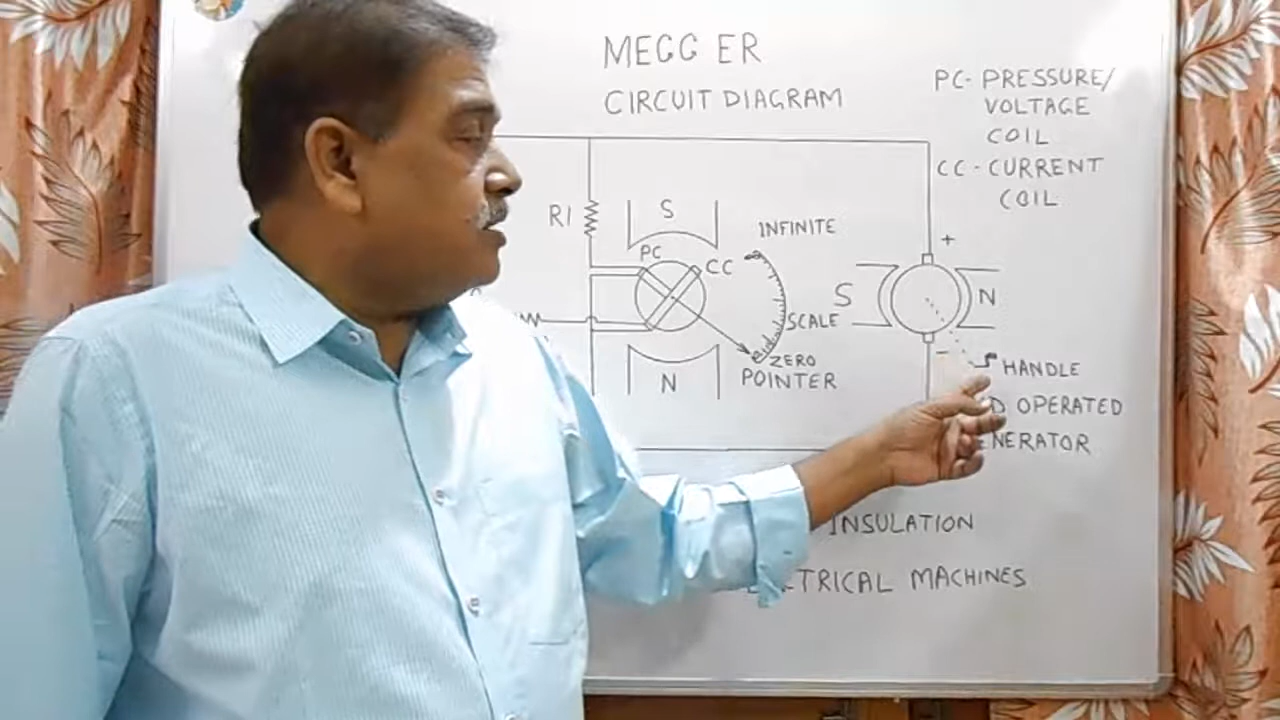 MEGG ER
CIRCUIT DIAGRAM
PC- PRESSURE/
VOLTAGE
COIL
CC - CURRENT
COIL
R1
S
PC
CC
INFINITE
SCALE
ZERO
POINTER
N
+
S
N
-
HANDLE
OPERATED
INSULATION
MACHINES